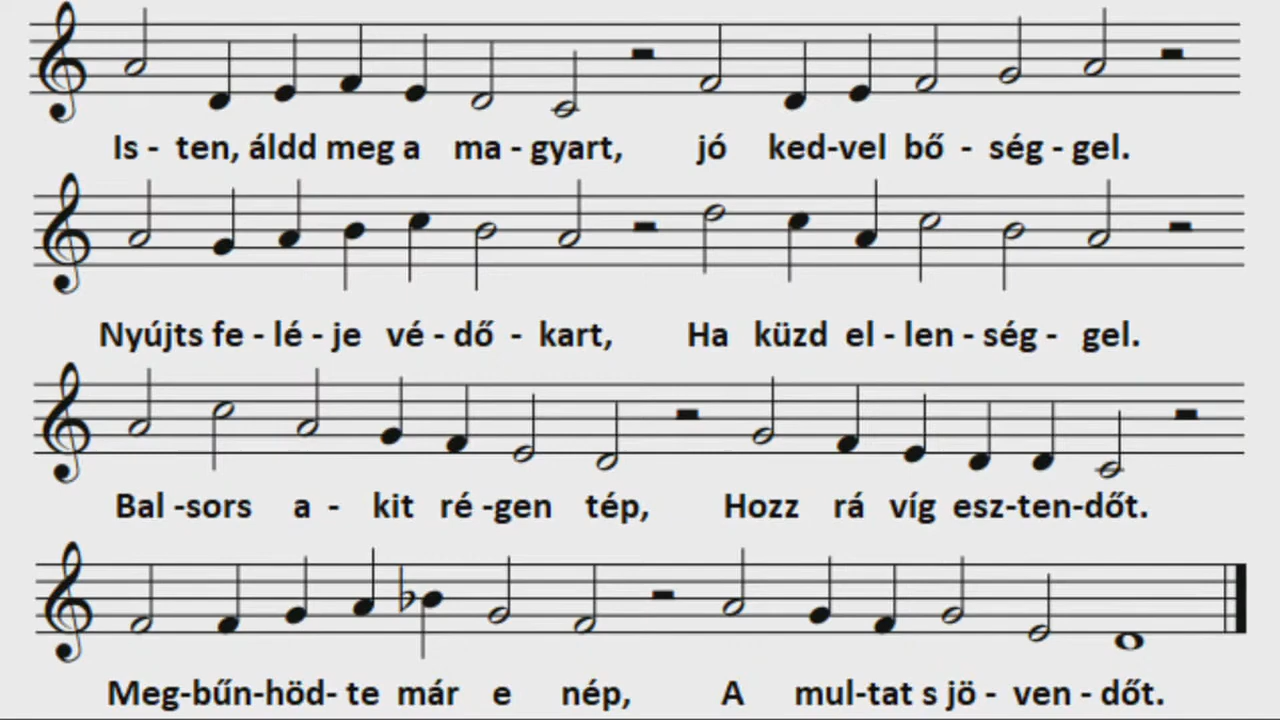 Is - ten, áldd meg a ma - gyart, jó ked-vel bő - ség - gel.
Nyújts fe - lé - je vé - dő - kart, Ha küzd el - len - ség - gel.
Bal -sors a - kit ré -gen tép, Hozz rá víg esz-ten-dőt.
Meg-bűn-höd- te már e nép, A mul-tat s jö - ven - dőt.